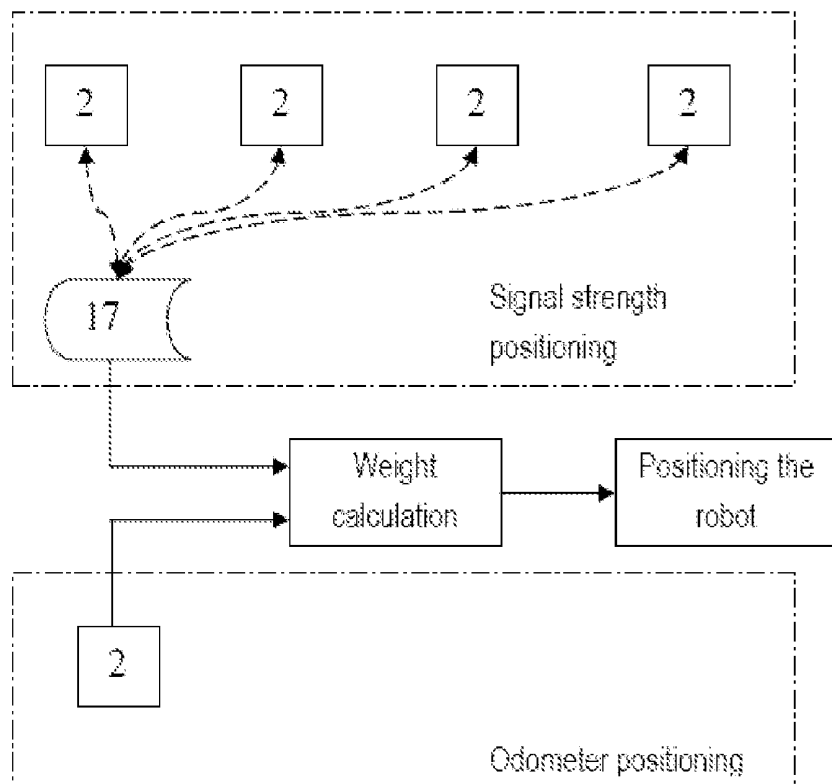 2 2 2 2
17
Signal strength
positioning
Weight
calculation
Positioning the
robot
2
Odometer positioning